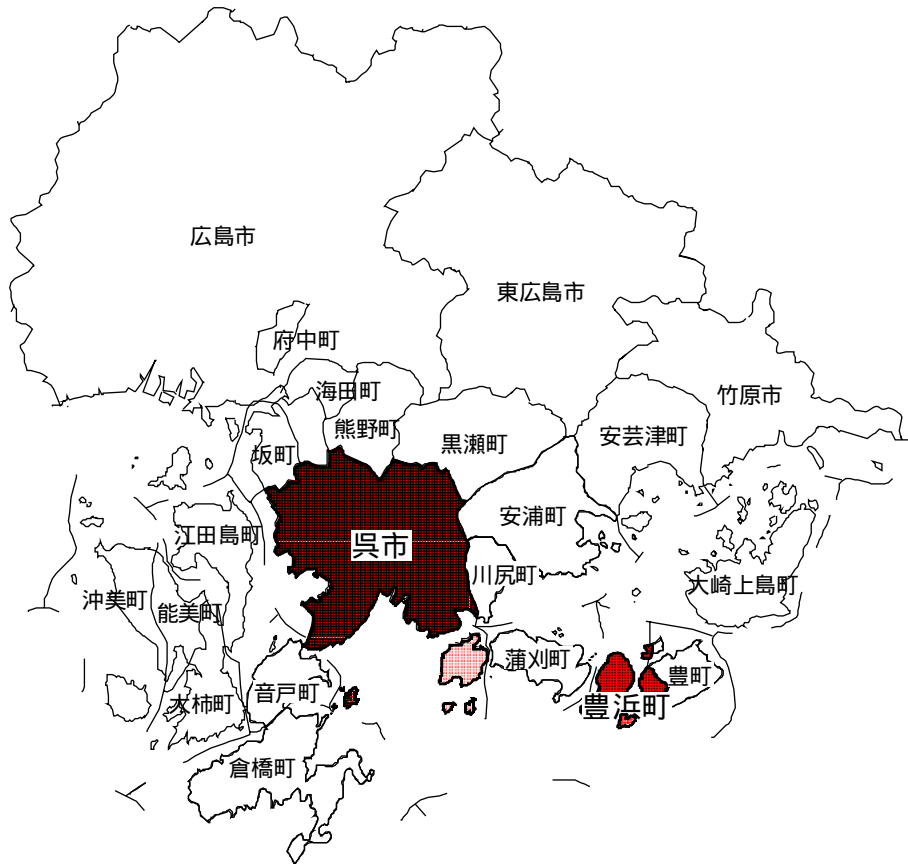 広島市
東広島市
府中町
海田町
竹原市
熊野町
黒瀬町
安芸津町
坂町
安浦町
江田島町
呉市
川尻町
大崎上島町
沖美町
能美町
蒲刈町
豊町
音戸町
大柿町
豊浜町
倉橋町